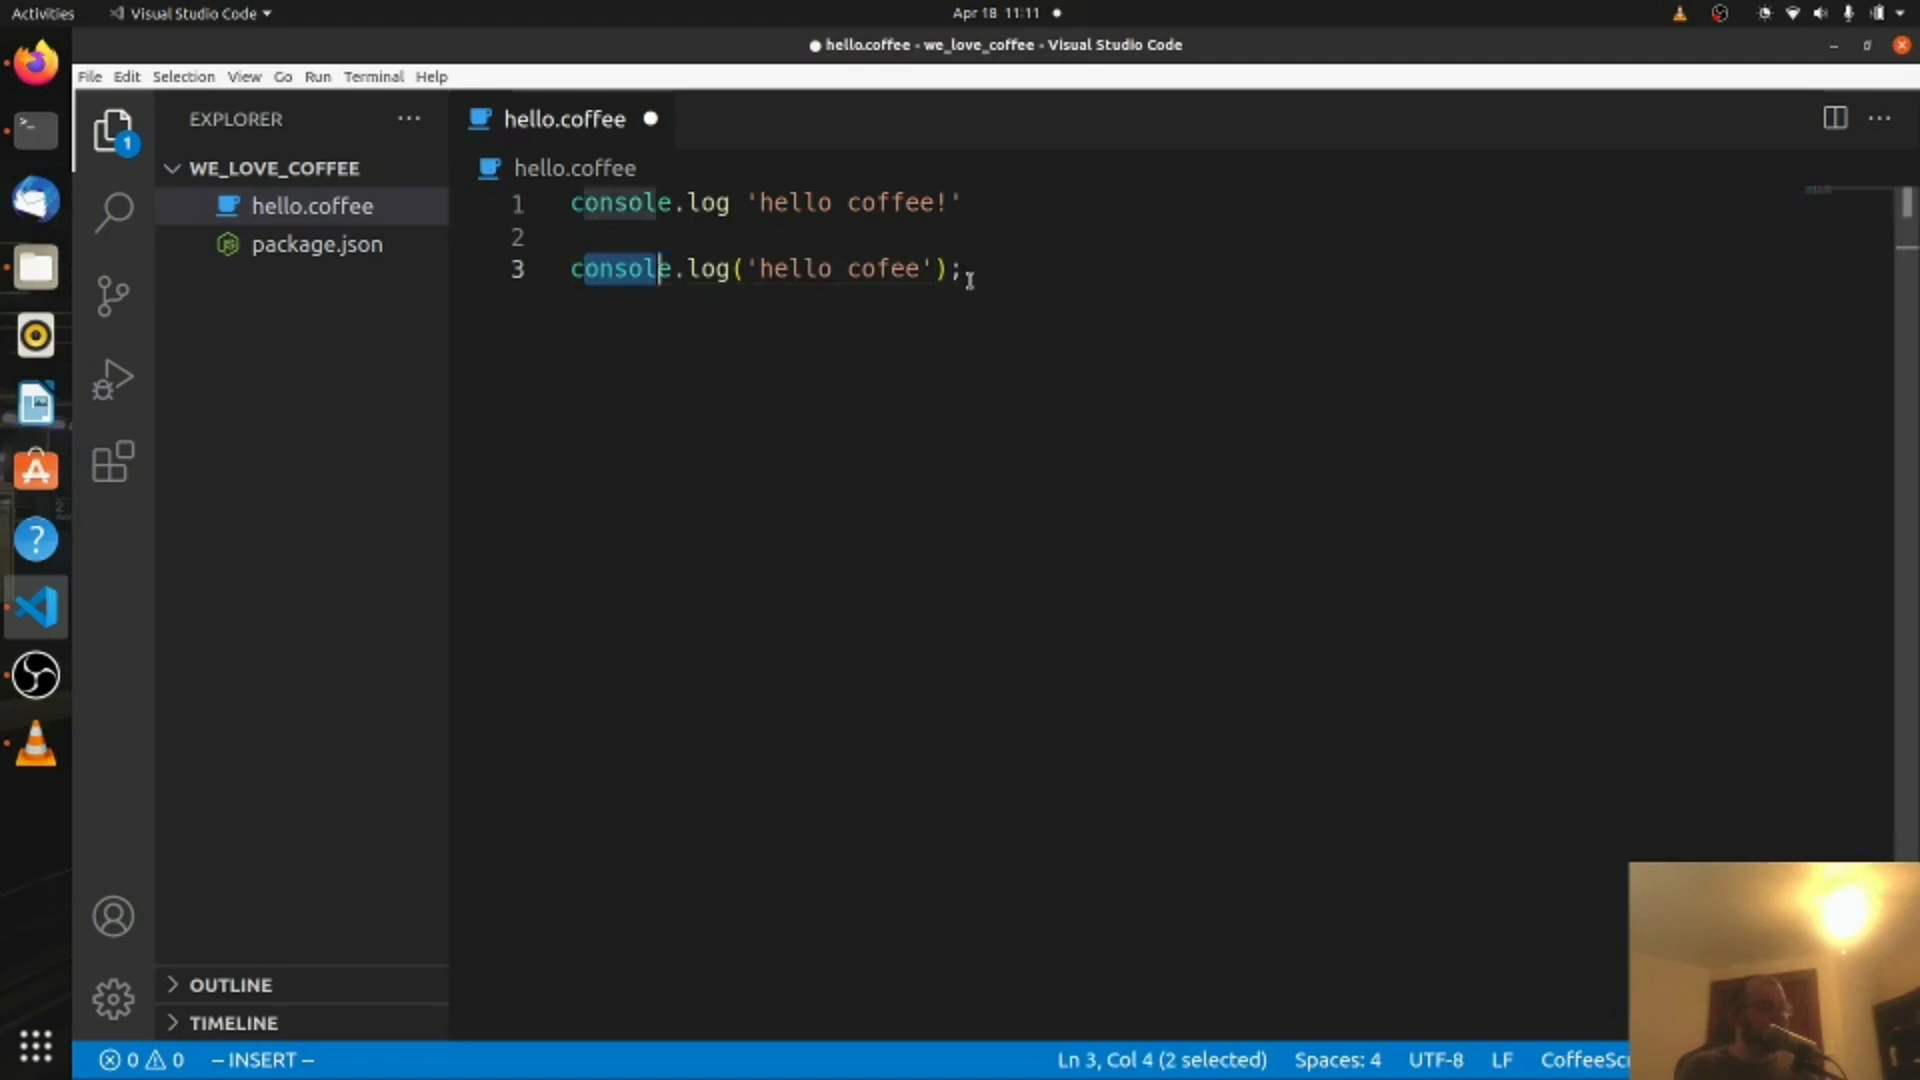 Activities Visual Studio Code Apr 18 11:11
hello.coffee - we_love_coffee - Visual Studio Code
File Edit Selection View Go Run Terminal Help
EXPLORER ··· hello.coffee ···
1
WE_LOVE_COFFEE hello.coffee
hello.coffee 1 console.log 'hello coffee!'
package.json 2
3 console.log('hello cofee');
OUTLINE
TIMELINE
0 0 -- INSERT -- Ln 3, Col 4 (2 selected) Spaces: 4 UTF-8 LF CoffeeScr